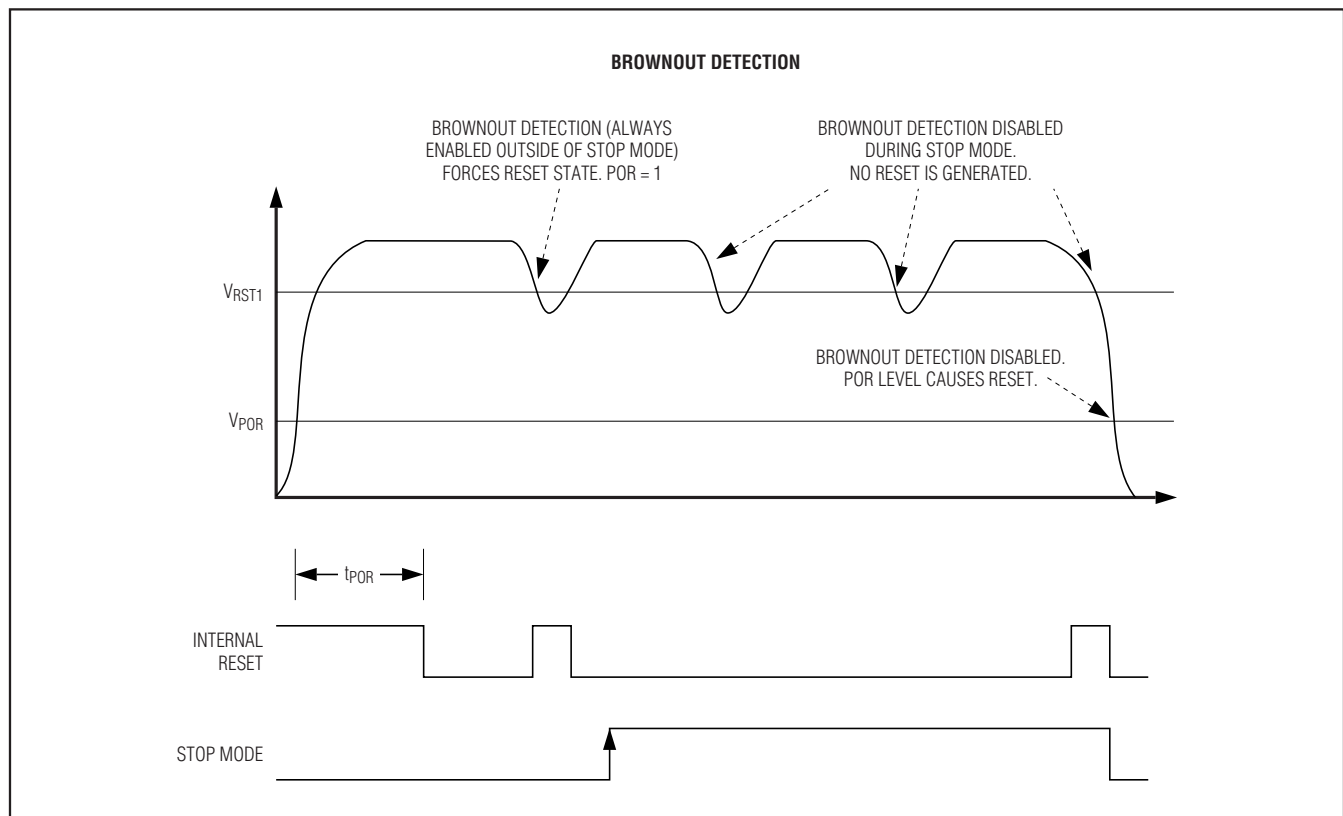 BROWNOUT DETECTION
BROWNOUT DETECTION (ALWAYS
ENABLED OUTSIDE OF STOP MODE)
FORCES RESET STATE. POR = 1
BROWNOUT DETECTION DISABLED
DURING STOP MODE.
NO RESET IS GENERATED.
VRST1
BROWNOUT DETECTION DISABLED.
POR LEVEL CAUSES RESET.
VPOR
tPOR
INTERNAL
RESET
STOP MODE